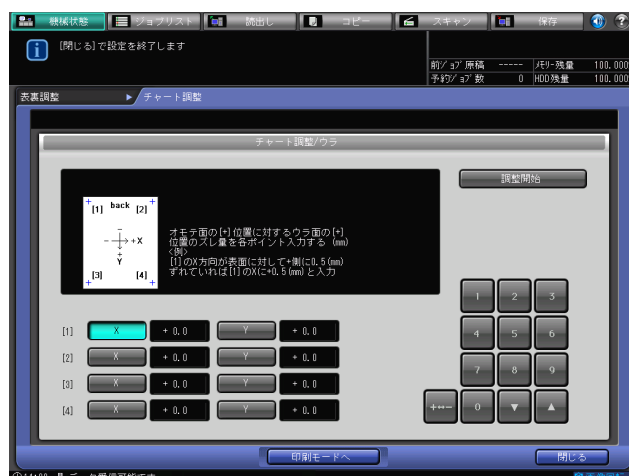 機械状態 ジョブリスト 読出し コピー スキャン 保存
[閉じる]で設定を終了します
前ジョブ原稿 ----- メモリー残量 100.000
予約ジョブ数 0 HDD残量 100.000
表裏調整 チャート調整
チャート調整/ウラ
調整開始
[1] back [2]
- +X
+
Y
[3] [4]
オモテ面の[+]位置に対するウラ面の[+]
位置のズレ量を各ポイント入力する (mm)
<例>
[1]のX方向が表面に対して+側に0.5(mm)
ずれていれば[1]のXに+0.5(mm)と入力
1 2 3
4 5 6
7 8 9
+↔- 0 ▼ ▲
[1] X + 0.0 Y + 0.0
[2] X + 0.0 Y + 0.0
[3] X + 0.0 Y + 0.0
[4] X + 0.0 Y + 0.0
印刷モードへ 閉じる